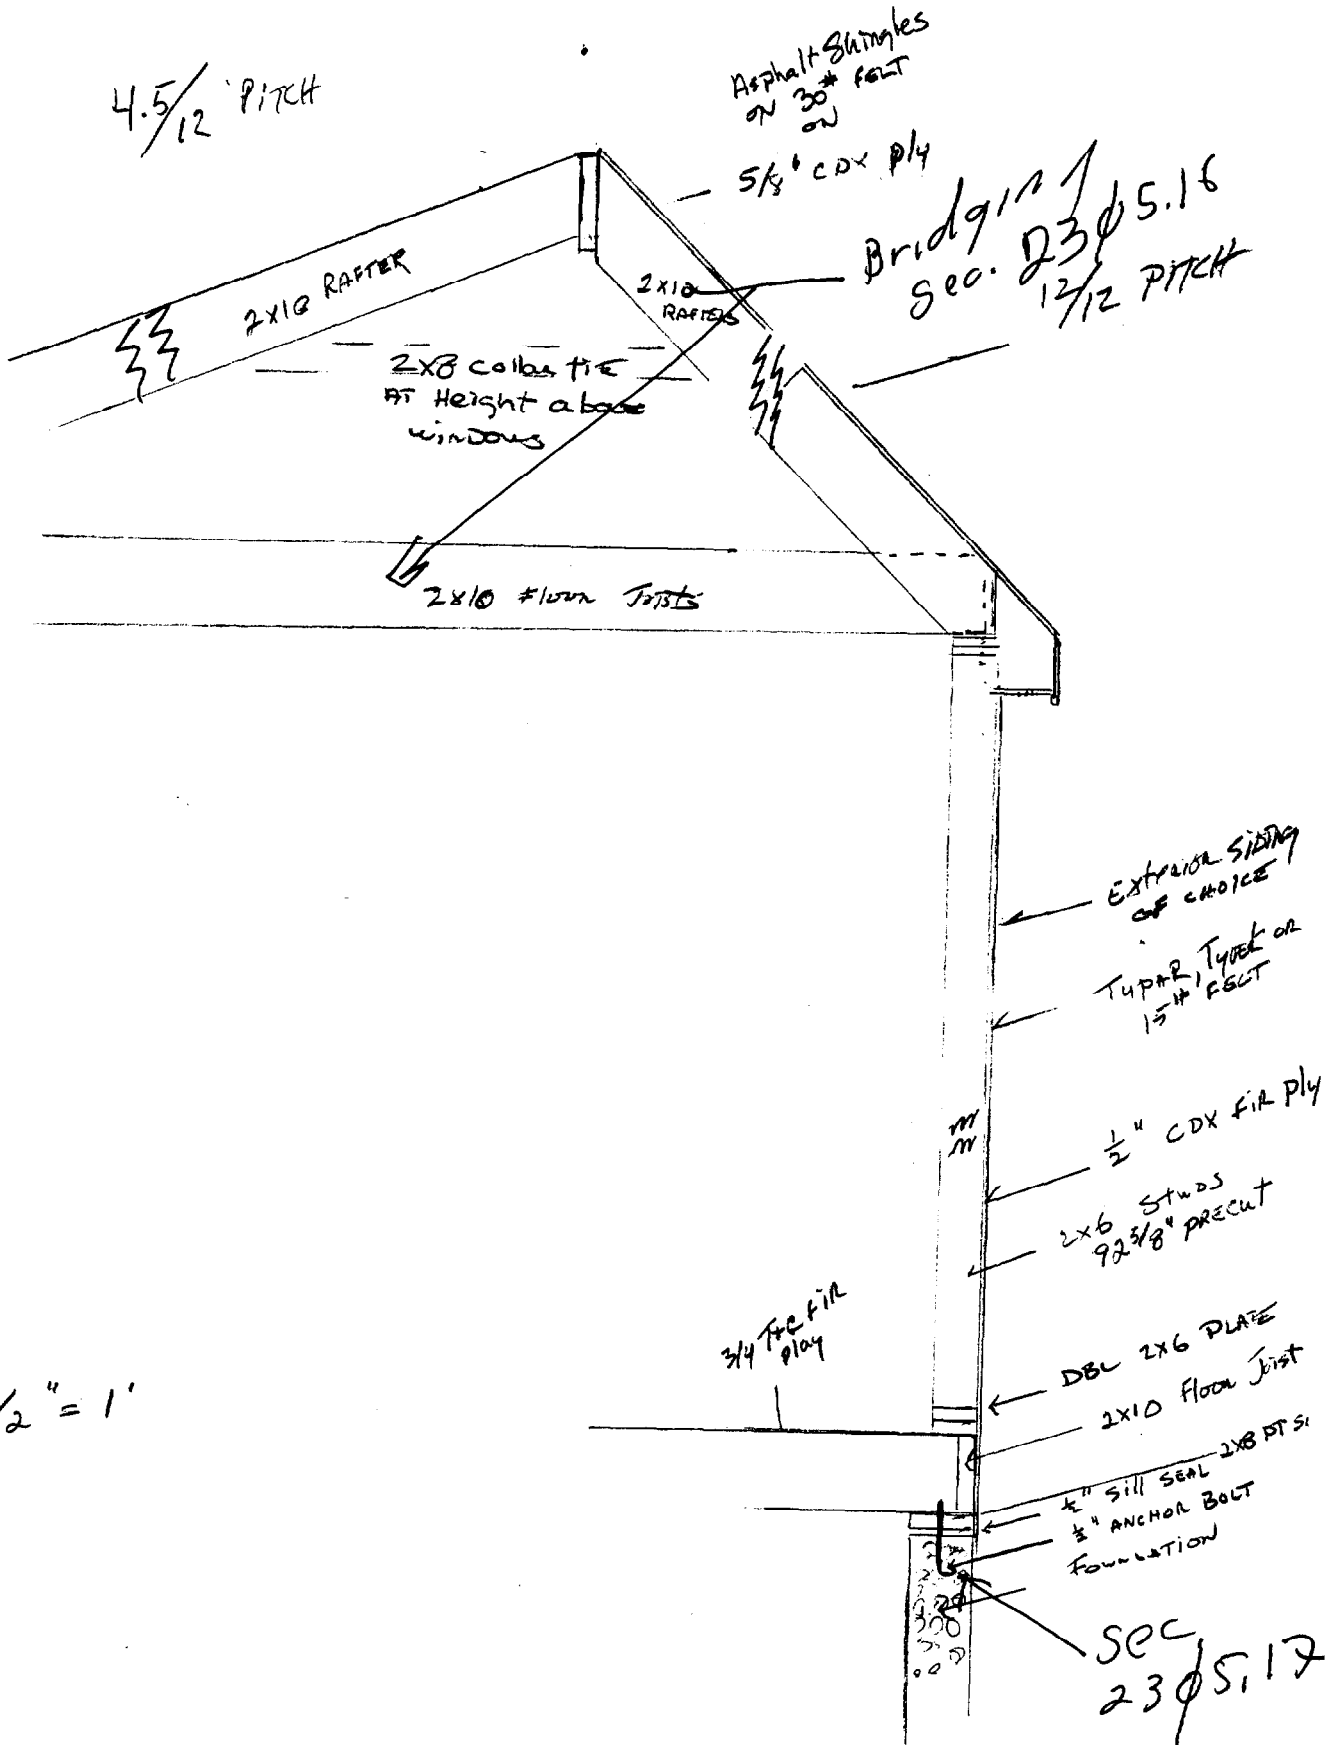 4.5/12 PITCH
Asphalt Shingles
ON 30# FELT
ON
5/8" CDX Ply
Bridging
Sec. 2305.16
12/12 PITCH
2X10 RAFTER
2X10
RAFTERS
2X8 Collar tiE
AT Height above
winDows
2X10 Floor Joists
Exterior SiDING
OF CHOICE
TypAR, Tyvek OR
15# FELT
1/2" CDX FiR Ply
2x6 StuDS
92 5/8" PRECUT
3/4 T+G FiR
play
DBL 2X6 PLATE
2X10 Floor Joist
2X8 PT Si
1/2" Sill SEAL
1/2" ANCHOR BOLT
FounDATION
/2" = 1'
Sec
2305.17